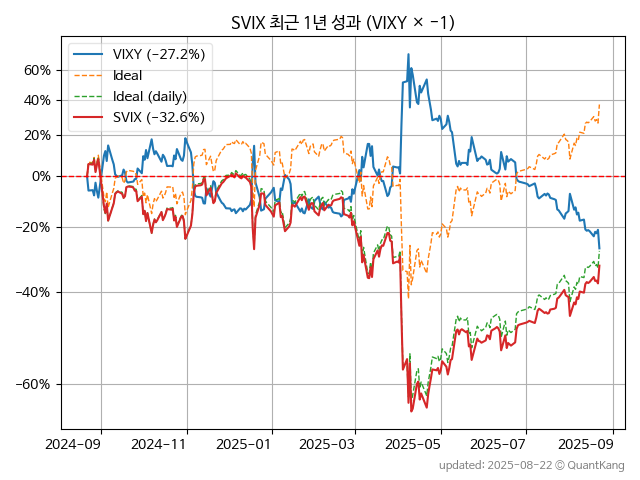 SVIX 최근 1년 성과 (VIXY × −1)
VIXY (−27.2%)
Ideal
Ideal (daily)
SVIX (−32.6%)
60%
40%
20%
0%
−20%
−40%
−60%
2024−09
2024−11
2025−01
2025−03
2025−05
2025−07
2025−09
updated: 2025−08−22 © QuantKang